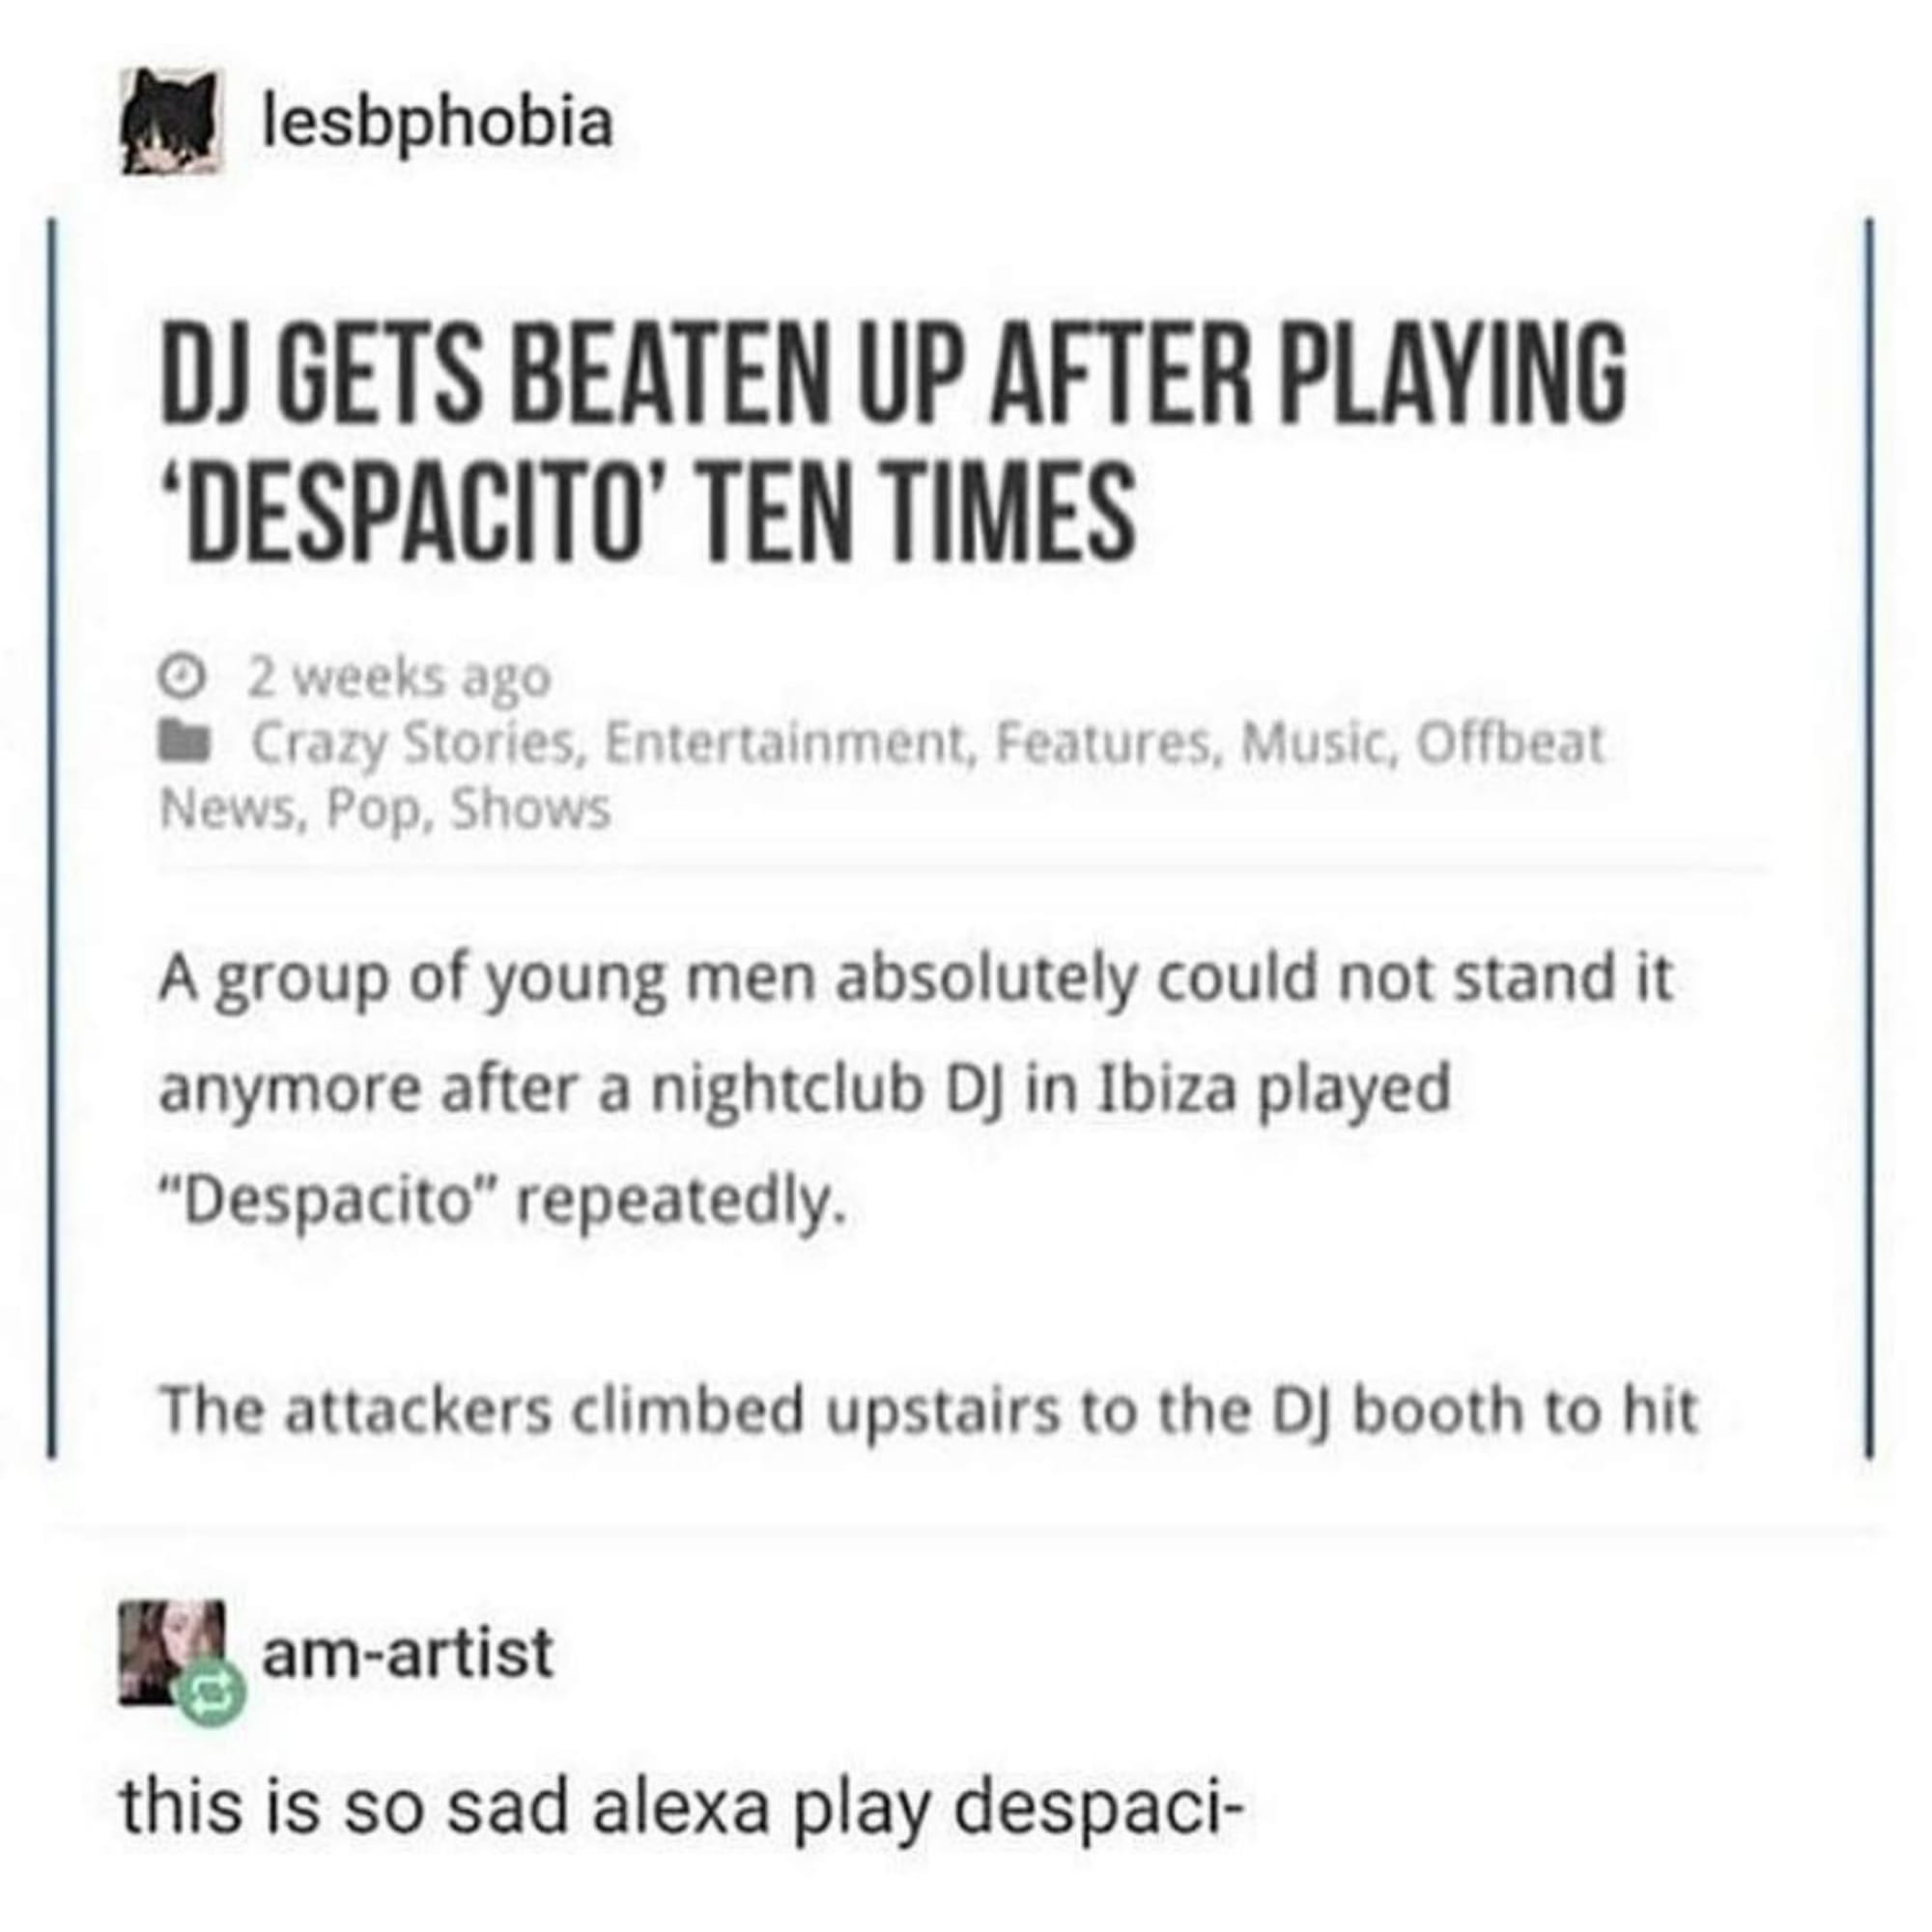 lesbphobia
DJ GETS BEATEN UP AFTER PLAYING
‘DESPACITO’ TEN TIMES
2 weeks ago
Crazy Stories, Entertainment, Features, Music, Offbeat
News, Pop, Shows
A group of young men absolutely could not stand it
anymore after a nightclub DJ in Ibiza played
“Despacito” repeatedly.
The attackers climbed upstairs to the DJ booth to hit
am-artist
this is so sad alexa play despaci-